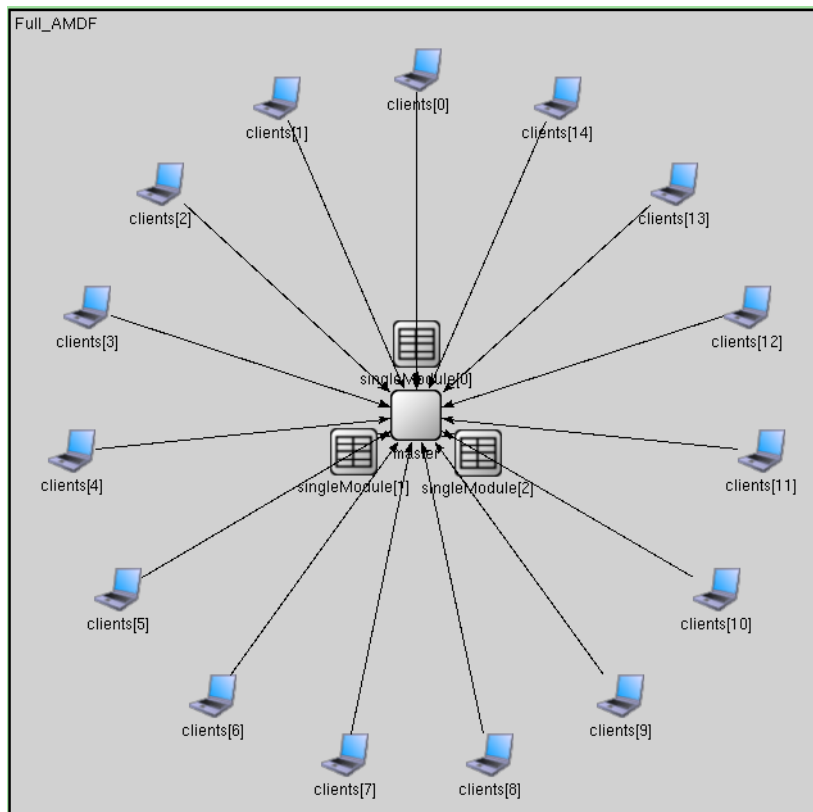 Full_AMDF
clients[0]
clients[1]
clients[14]
clients[2]
clients[13]
clients[3]
clients[12]
singleModule[0]
master
clients[4]
singleModule[1]
singleModule[2]
clients[11]
clients[5]
clients[10]
clients[6]
clients[9]
clients[7]
clients[8]